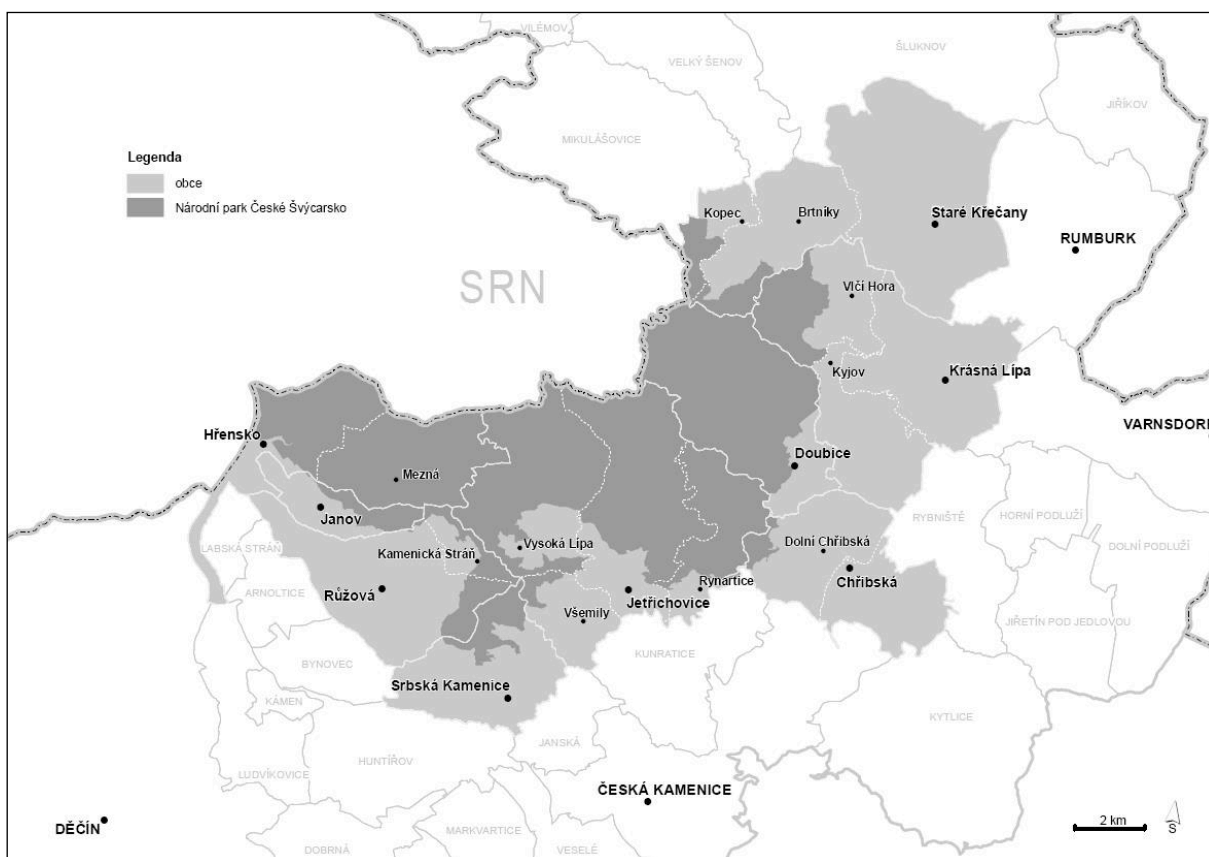 VILÉMOV
ŠLUKNOV
VELKÝ ŠENOV
JIŘÍKOV
MIKULÁŠOVICE
Legenda
obce
Národní park České Švýcarsko
Kopec
Brtníky
Staré Křečany
RUMBURK
SRN
Vlčí Hora
Kyjov
Krásná Lípa
VARNSDORF
Hřensko
Mezná
Doubice
Janov
RYBNIŠTĚ
HORNÍ PODLUŽÍ
DOLNÍ PODLUŽÍ
LABSKÁ STRÁŇ
Kamenická Stráň
Vysoká Lípa
Dolní Chřibská
Chřibská
ARNOLTICE
Růžová
Jetřichovice
Rynartice
Všemily
JIŘETÍN POD JEDLOVOU
BYNOVEC
KUNRATICE
Srbská Kamenice
KÁMEN
KYTLICE
JANSKÁ
HUNTÍŘOV
LUDVÍKOVICE
ČESKÁ KAMENICE
DĚČÍN
MARKVARTICE
DOBRNÁ
VESELÉ
2 km
S